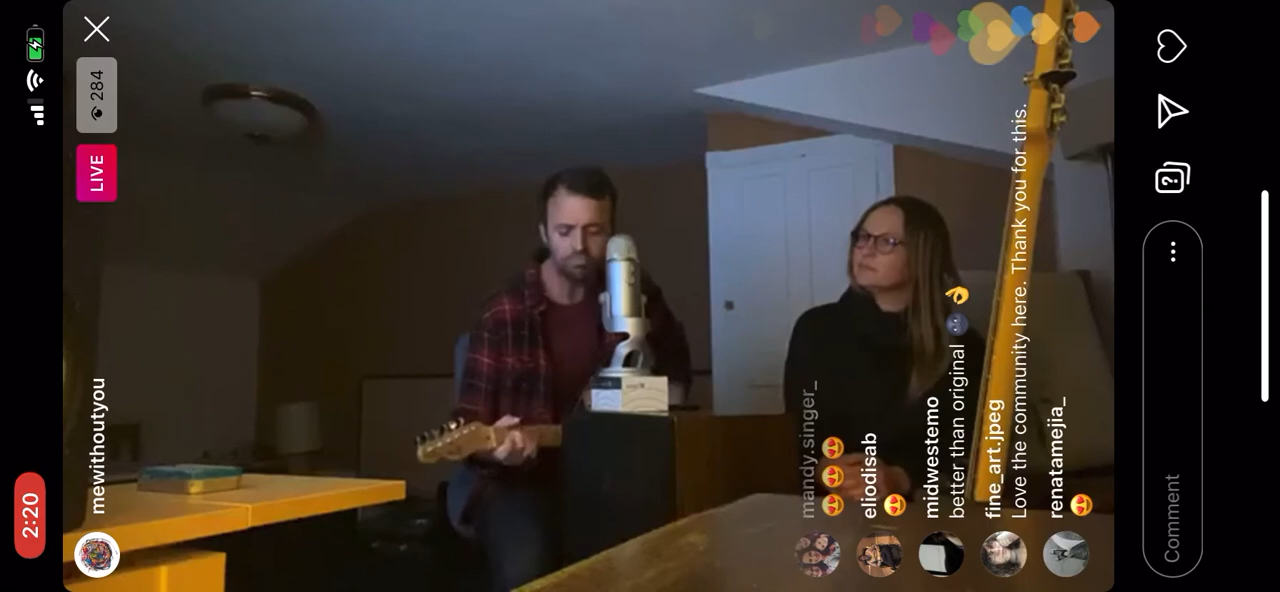 2:20
mewithoutyou
LIVE
284
mandy.singer_
😍😍😍
eliodisab
😍
midwestemo
better than original 🌚👌
fine_art.jpeg
Love the community here. Thank you for this.
renatamejia_
😍
Comment